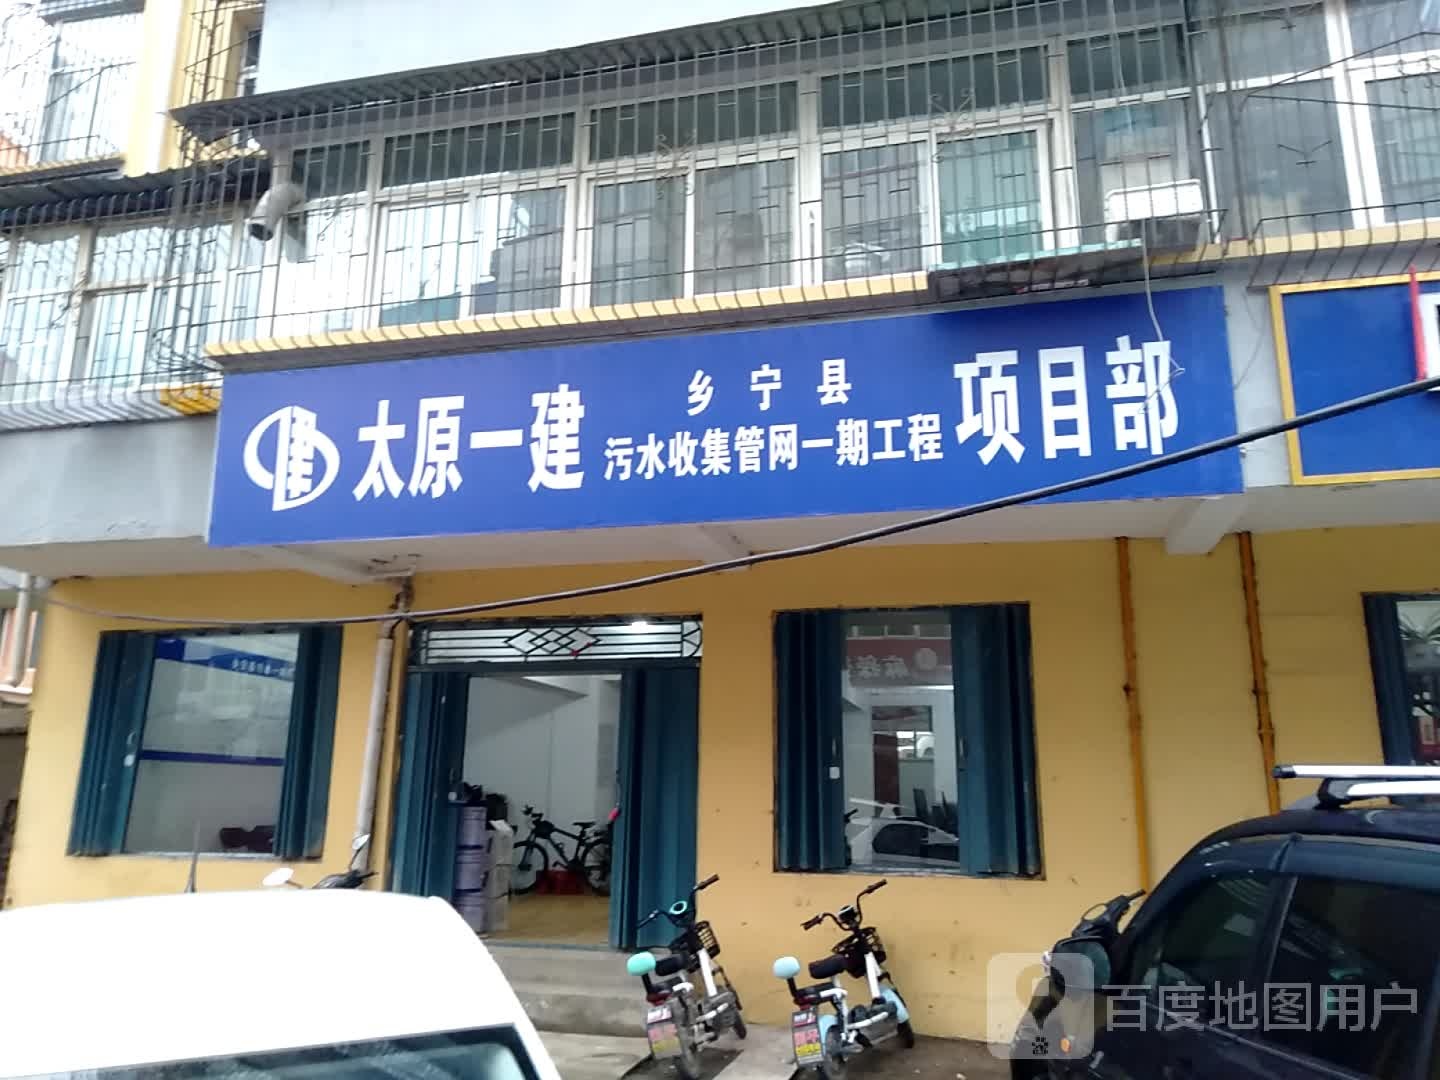 太原一建
乡宁县
污水收集管网一期工程
项目部
百度地图用户